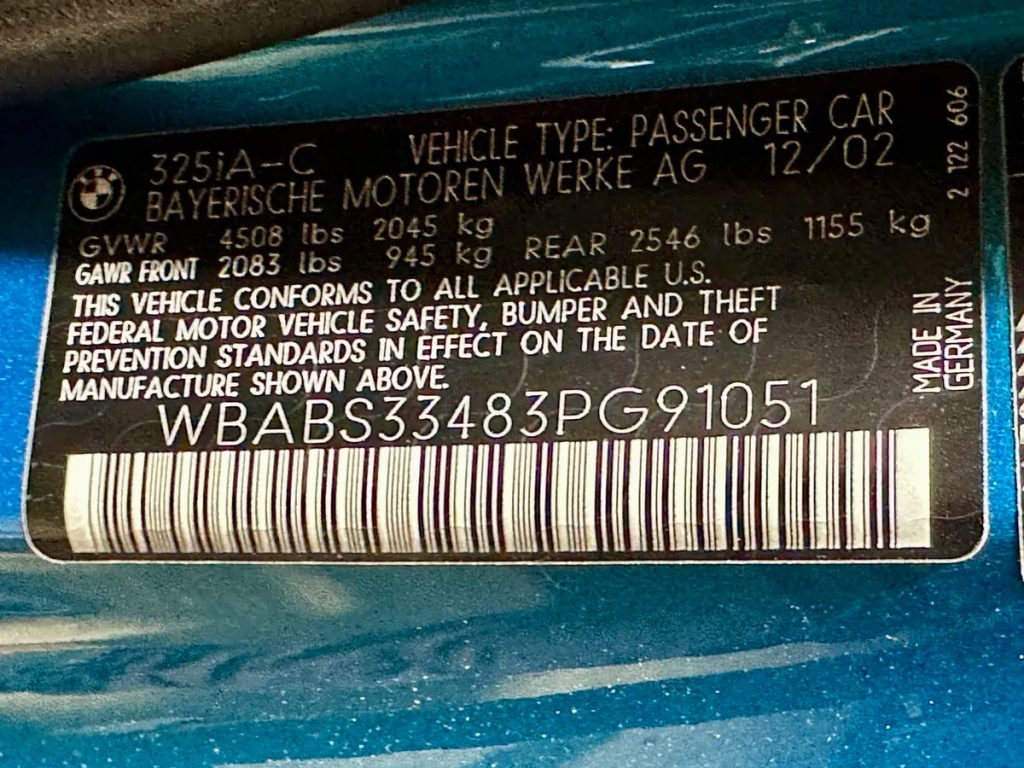 325iA-C VEHICLE TYPE: PASSENGER CAR
BAYERISCHE MOTOREN WERKE AG 12/02
GVWR 4508 lbs 2045 kg
GAWR FRONT 2083 lbs 945 kg REAR 2546 lbs 1155 kg
THIS VEHICLE CONFORMS TO ALL APPLICABLE U.S.
FEDERAL MOTOR VEHICLE SAFETY, BUMPER AND THEFT
PREVENTION STANDARDS IN EFFECT ON THE DATE OF
MANUFACTURE SHOWN ABOVE.
WBABS33483PG91051
MADE IN
GERMANY
2 122 606